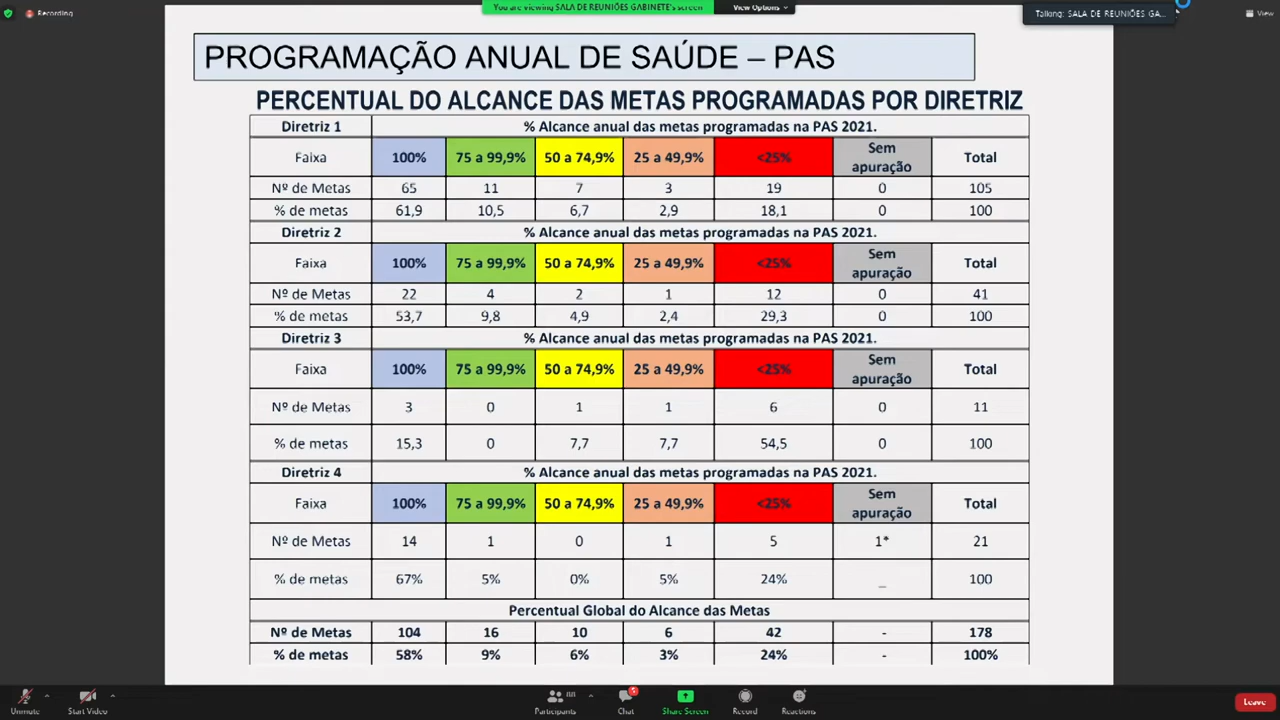 Recording
You are viewing SALA DE REUNIÕES GABINETE's screen
View Options
Talking: SALA DE REUNIÕES GA...
View
PROGRAMAÇÃO ANUAL DE SAÚDE – PAS
PERCENTUAL DO ALCANCE DAS METAS PROGRAMADAS POR DIRETRIZ
Diretriz 1 % Alcance anual das metas programadas na PAS 2021.
Faixa 100% 75 a 99,9% 50 a 74,9% 25 a 49,9% <25% Sem apuração Total
Nº de Metas 65 11 7 3 19 0 105
% de metas 61,9 10,5 6,7 2,9 18,1 0 100
Diretriz 2 % Alcance anual das metas programadas na PAS 2021.
Faixa 100% 75 a 99,9% 50 a 74,9% 25 a 49,9% <25% Sem apuração Total
Nº de Metas 22 4 2 1 12 0 41
% de metas 53,7 9,8 4,9 2,4 29,3 0 100
Diretriz 3 % Alcance anual das metas programadas na PAS 2021.
Faixa 100% 75 a 99,9% 50 a 74,9% 25 a 49,9% <25% Sem apuração Total
Nº de Metas 3 0 1 1 6 0 11
% de metas 15,3 0 7,7 7,7 54,5 0 100
Diretriz 4 % Alcance anual das metas programadas na PAS 2021.
Faixa 100% 75 a 99,9% 50 a 74,9% 25 a 49,9% <25% Sem apuração Total
Nº de Metas 14 1 0 1 5 1* 21
% de metas 67% 5% 0% 5% 24% _ 100
Percentual Global do Alcance das Metas
Nº de Metas 104 16 10 6 42 - 178
% de metas 58% 9% 6% 3% 24% - 100%
Unmute Start Video Participants Chat Share Screen Record Reactions Leave